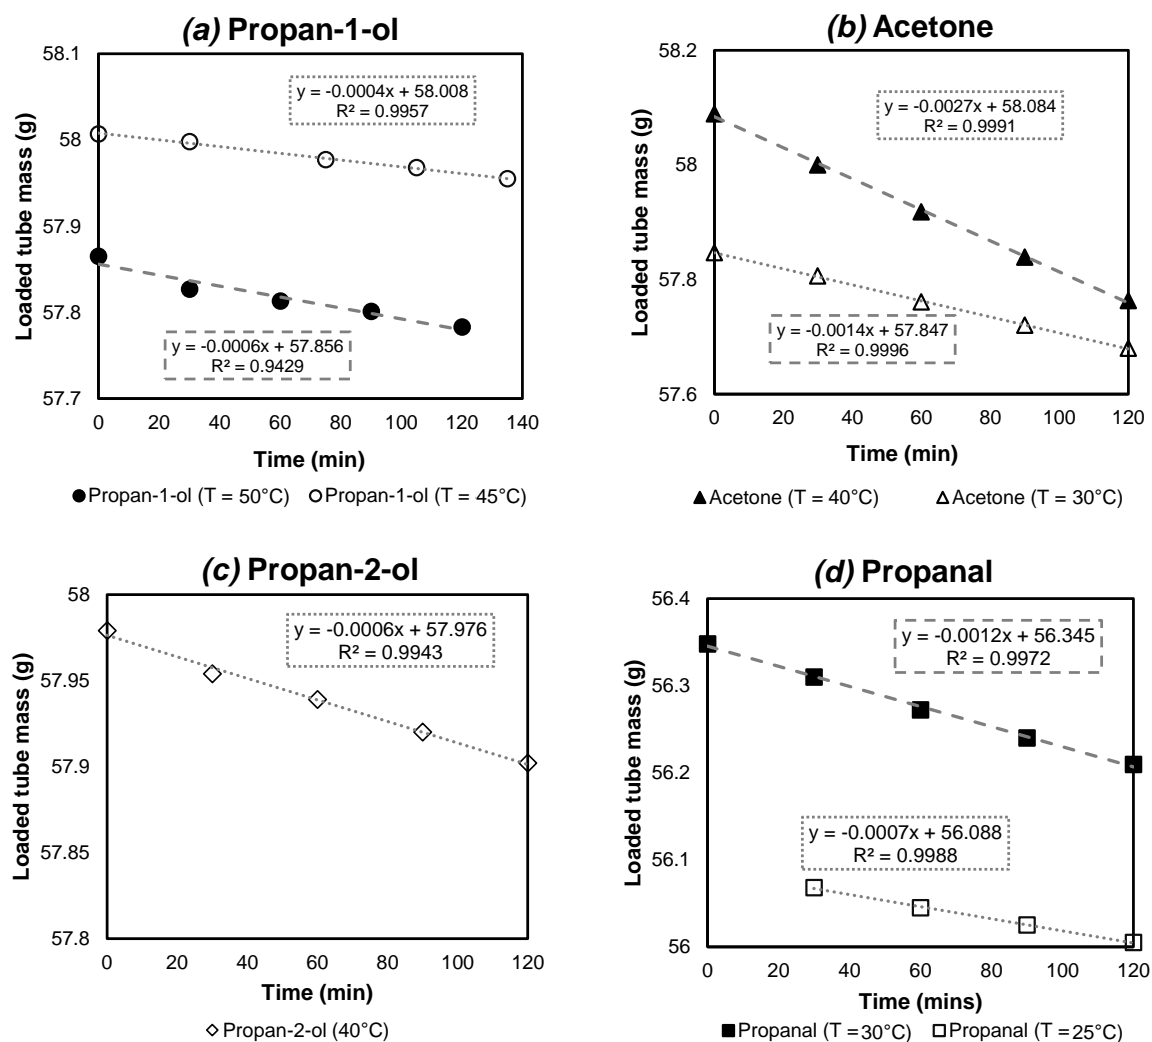 (a) Propan-1-ol
Loaded tube mass (g)
58.1
58
57.9
57.8
57.7
y = -0.0004x + 58.008
R² = 0.9957
y = -0.0006x + 57.856
R² = 0.9429
0 20 40 60 80 100 120 140
Time (min)
Propan-1-ol (T = 50°C) Propan-1-ol (T = 45°C)
(b) Acetone
Loaded tube mass (g)
58.2
58
57.8
57.6
y = -0.0027x + 58.084
R² = 0.9991
y = -0.0014x + 57.847
R² = 0.9996
0 20 40 60 80 100 120
Time (min)
Acetone (T = 40°C) Acetone (T = 30°C)
(c) Propan-2-ol
Loaded tube mass (g)
58
57.95
57.9
57.85
57.8
y = -0.0006x + 57.976
R² = 0.9943
0 20 40 60 80 100 120
Time (min)
Propan-2-ol (40°C)
(d) Propanal
Loaded tube mass (g)
56.4
56.3
56.2
56.1
56
y = -0.0012x + 56.345
R² = 0.9972
y = -0.0007x + 56.088
R² = 0.9988
0 20 40 60 80 100 120
Time (mins)
Propanal (T =30°C) Propanal (T =25°C)